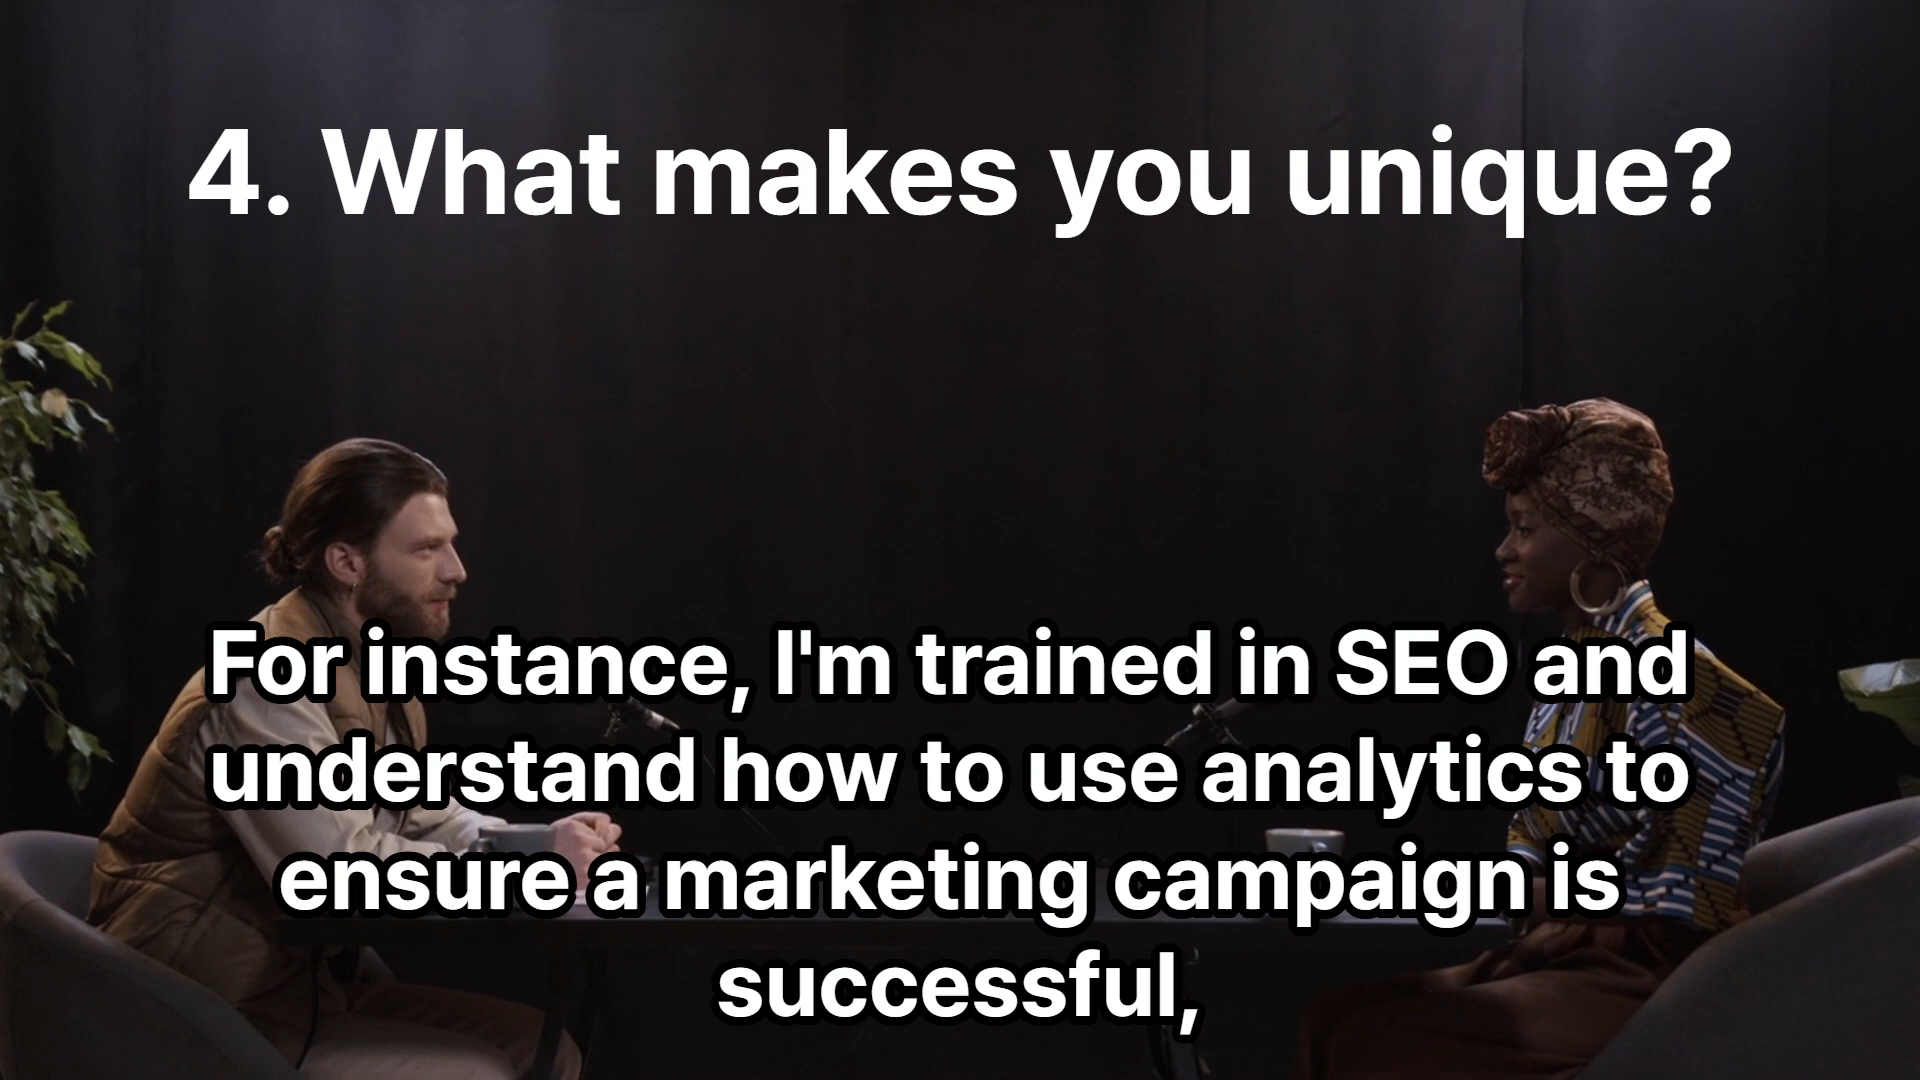 4. What makes you unique?
For instance, I'm trained in SEO and
understand how to use analytics to
ensure a marketing campaign is
successful,